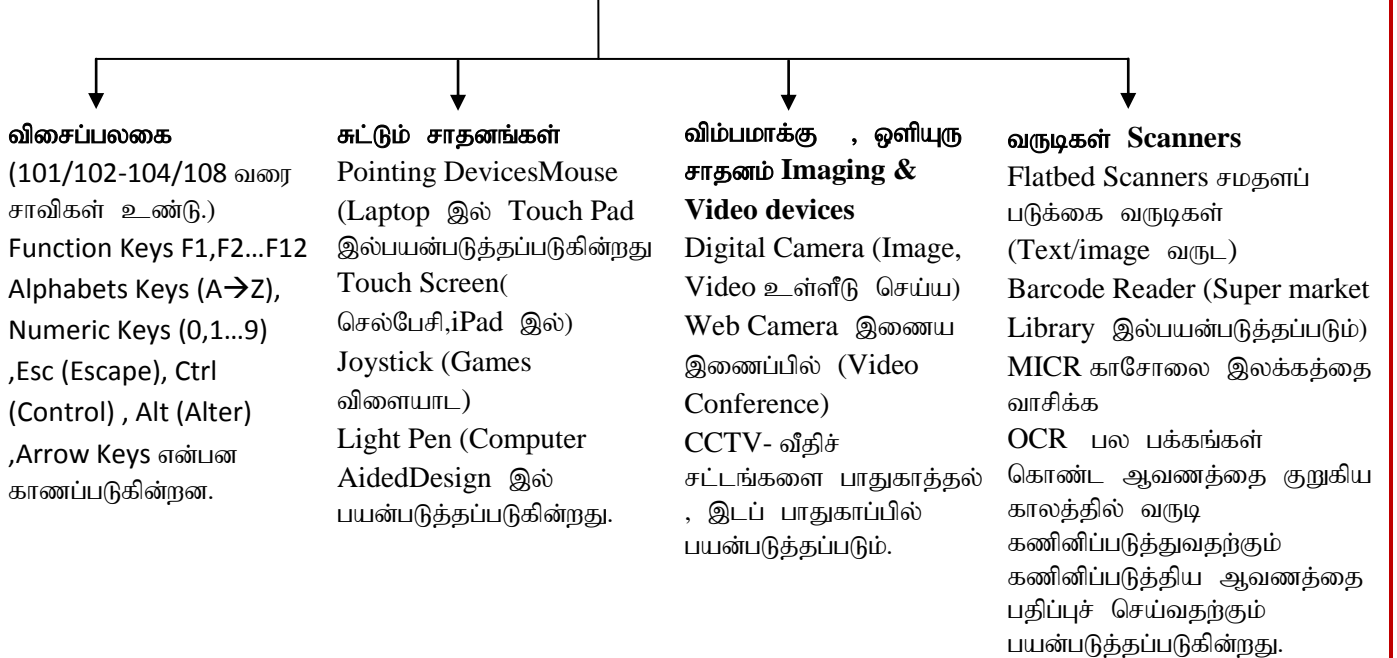 விசைப்பலகை
(101/102-104/108 வரை
சாவிகள் உண்டு.)
Function Keys F1,F2...F12
Alphabets Keys (A→Z),
Numeric Keys (0,1...9)
,Esc (Escape), Ctrl
(Control) , Alt (Alter)
,Arrow Keys என்பன
காணப்படுகின்றன.
சுட்டும் சாதனங்கள்
Pointing DevicesMouse
(Laptop இல் Touch Pad
இல்பயன்படுத்தப்படுகின்றது
Touch Screen(
செல்பேசி,iPad இல்)
Joystick (Games
விளையாட)
Light Pen (Computer
AidedDesign இல்
பயன்படுத்தப்படுகின்றது.
விம்பமாக்கு , ஒளியுரு
சாதனம் Imaging &
Video devices
Digital Camera (Image,
Video உள்ளீடு செய்ய)
Web Camera இணைய
இணைப்பில் (Video
Conference)
CCTV- வீதிச்
சட்டங்களை பாதுகாத்தல்
, இடப் பாதுகாப்பில்
பயன்படுத்தப்படும்.
வருடிகள் Scanners
Flatbed Scanners சமதளப்
படுக்கை வருடிகள்
(Text/image வருட)
Barcode Reader (Super market
Library இல்பயன்படுத்தப்படும்)
MICR காசோலை இலக்கத்தை
வாசிக்க
OCR பல பக்கங்கள்
கொண்ட ஆவணத்தை குறுகிய
காலத்தில் வருடி
கணினிப்படுத்துவதற்கும்
கணினிப்படுத்திய ஆவணத்தை
பதிப்புச் செய்வதற்கும்
பயன்படுத்தப்படுகின்றது.